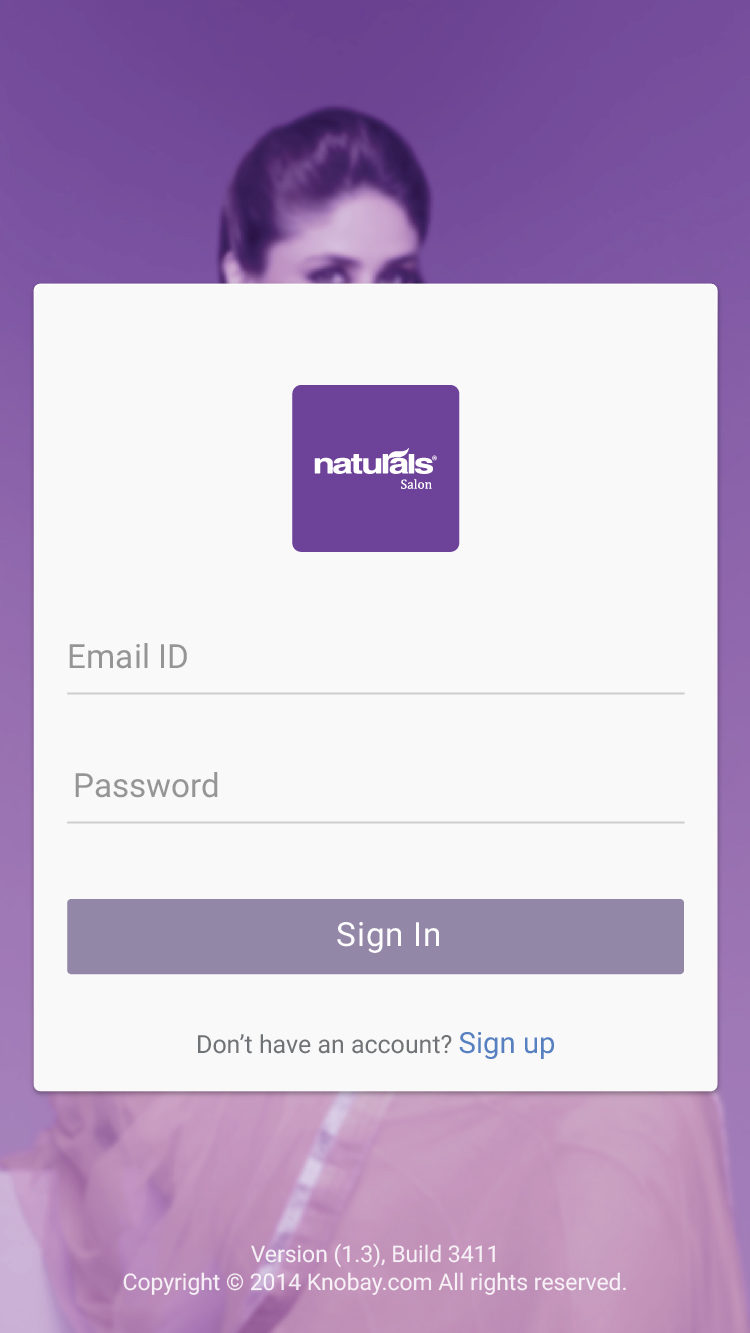 naturals®
Salon
Email ID
Password
Sign In
Don’t have an account? Sign up
Version (1.3), Build 3411
Copyright © 2014 Knobay.com All rights reserved.